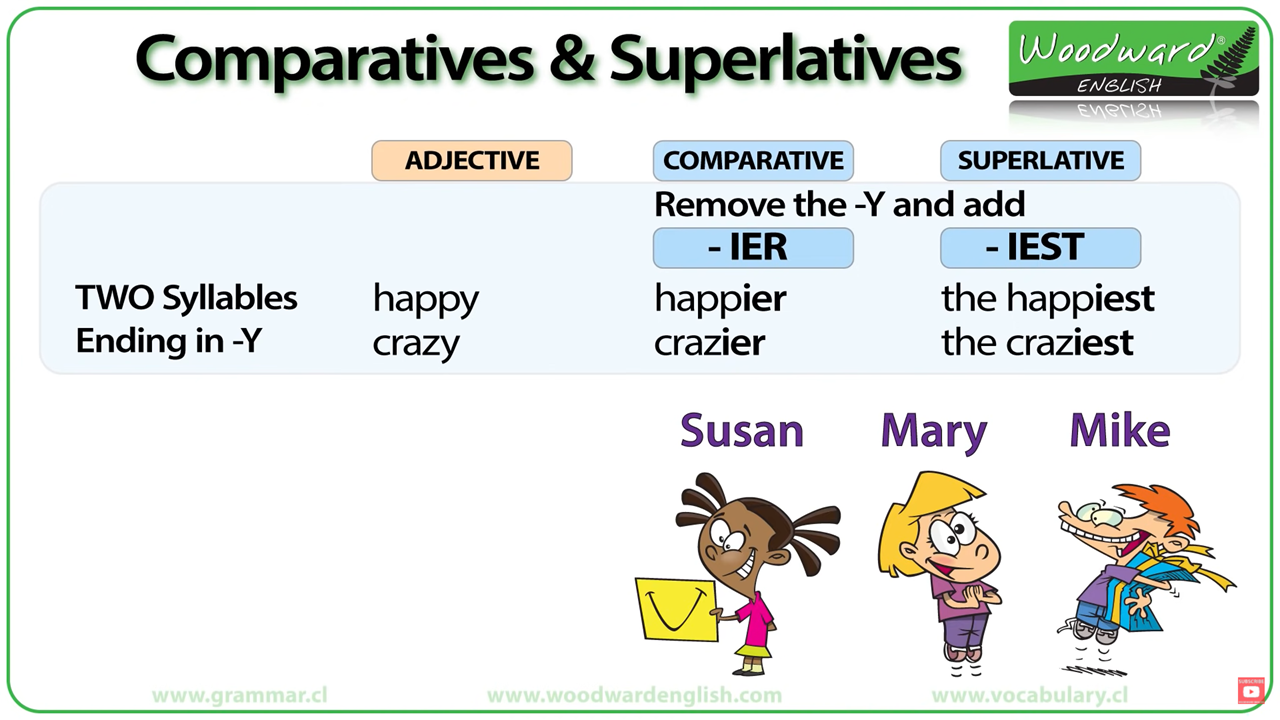 Comparatives & Superlatives
Woodward®
ENGLISH
ADJECTIVE COMPARATIVE SUPERLATIVE
Remove the -Y and add
- IER - IEST
TWO Syllables happy happier the happiest
Ending in -Y crazy crazier the craziest
Susan Mary Mike
www.grammar.cl www.woodwardenglish.com www.vocabulary.cl
SUBSCRIBE